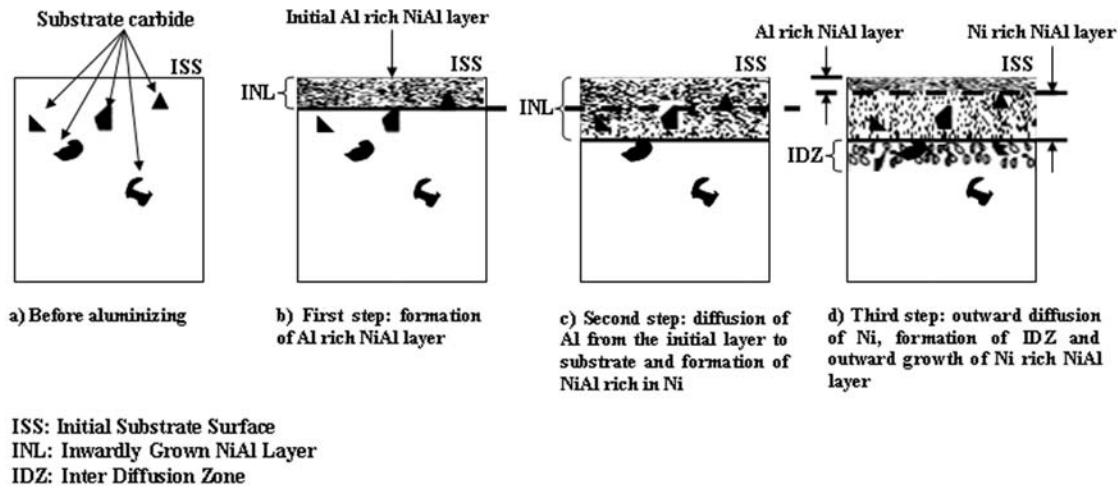 Substrate carbide
ISS
a) Before aluminizing
Initial Al rich NiAl layer
ISS
INL
b) First step: formation
of Al rich NiAl layer
ISS
INL
c) Second step: diffusion of
Al from the initial layer to
substrate and formation of
NiAl rich in Ni
Al rich NiAl layer
Ni rich NiAl layer
ISS
IDZ
d) Third step: outward diffusion
of Ni, formation of IDZ and
outward growth of Ni rich NiAl
layer
ISS: Initial Substrate Surface
INL: Inwardly Grown NiAl Layer
IDZ: Inter Diffusion Zone